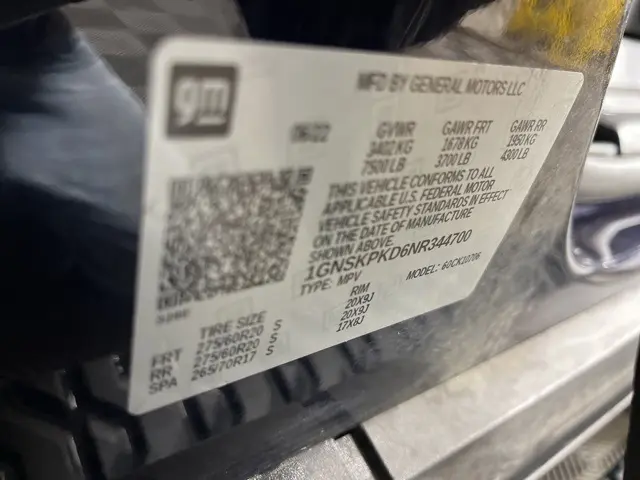 gm
MFD BY GENERAL MOTORS LLC
06/22 GVWR GAWR FRT GAWR RR
3402 KG 1678 KG 1950 KG
7500 LB 3700 LB 4300 LB
THIS VEHICLE CONFORMS TO ALL
APPLICABLE U.S. FEDERAL MOTOR
VEHICLE SAFETY STANDARDS IN EFFECT
ON THE DATE OF MANUFACTURE
SHOWN ABOVE.
1GNSKPKD6NR344700
TYPE: MPV MODEL: 60CK10706
TIRE SIZE RIM
FRT 275/60R20 S 20X9J
RR 275/60R20 S 20X9J
SPA 265/70R17 S 17X8J